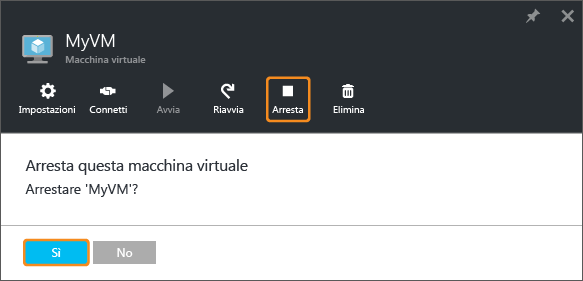 MyVM
Macchina virtuale
Impostazioni Connetti Avvia Riavvia Arresta Elimina
Arresta questa macchina virtuale
Arrestare 'MyVM'?
Sì No